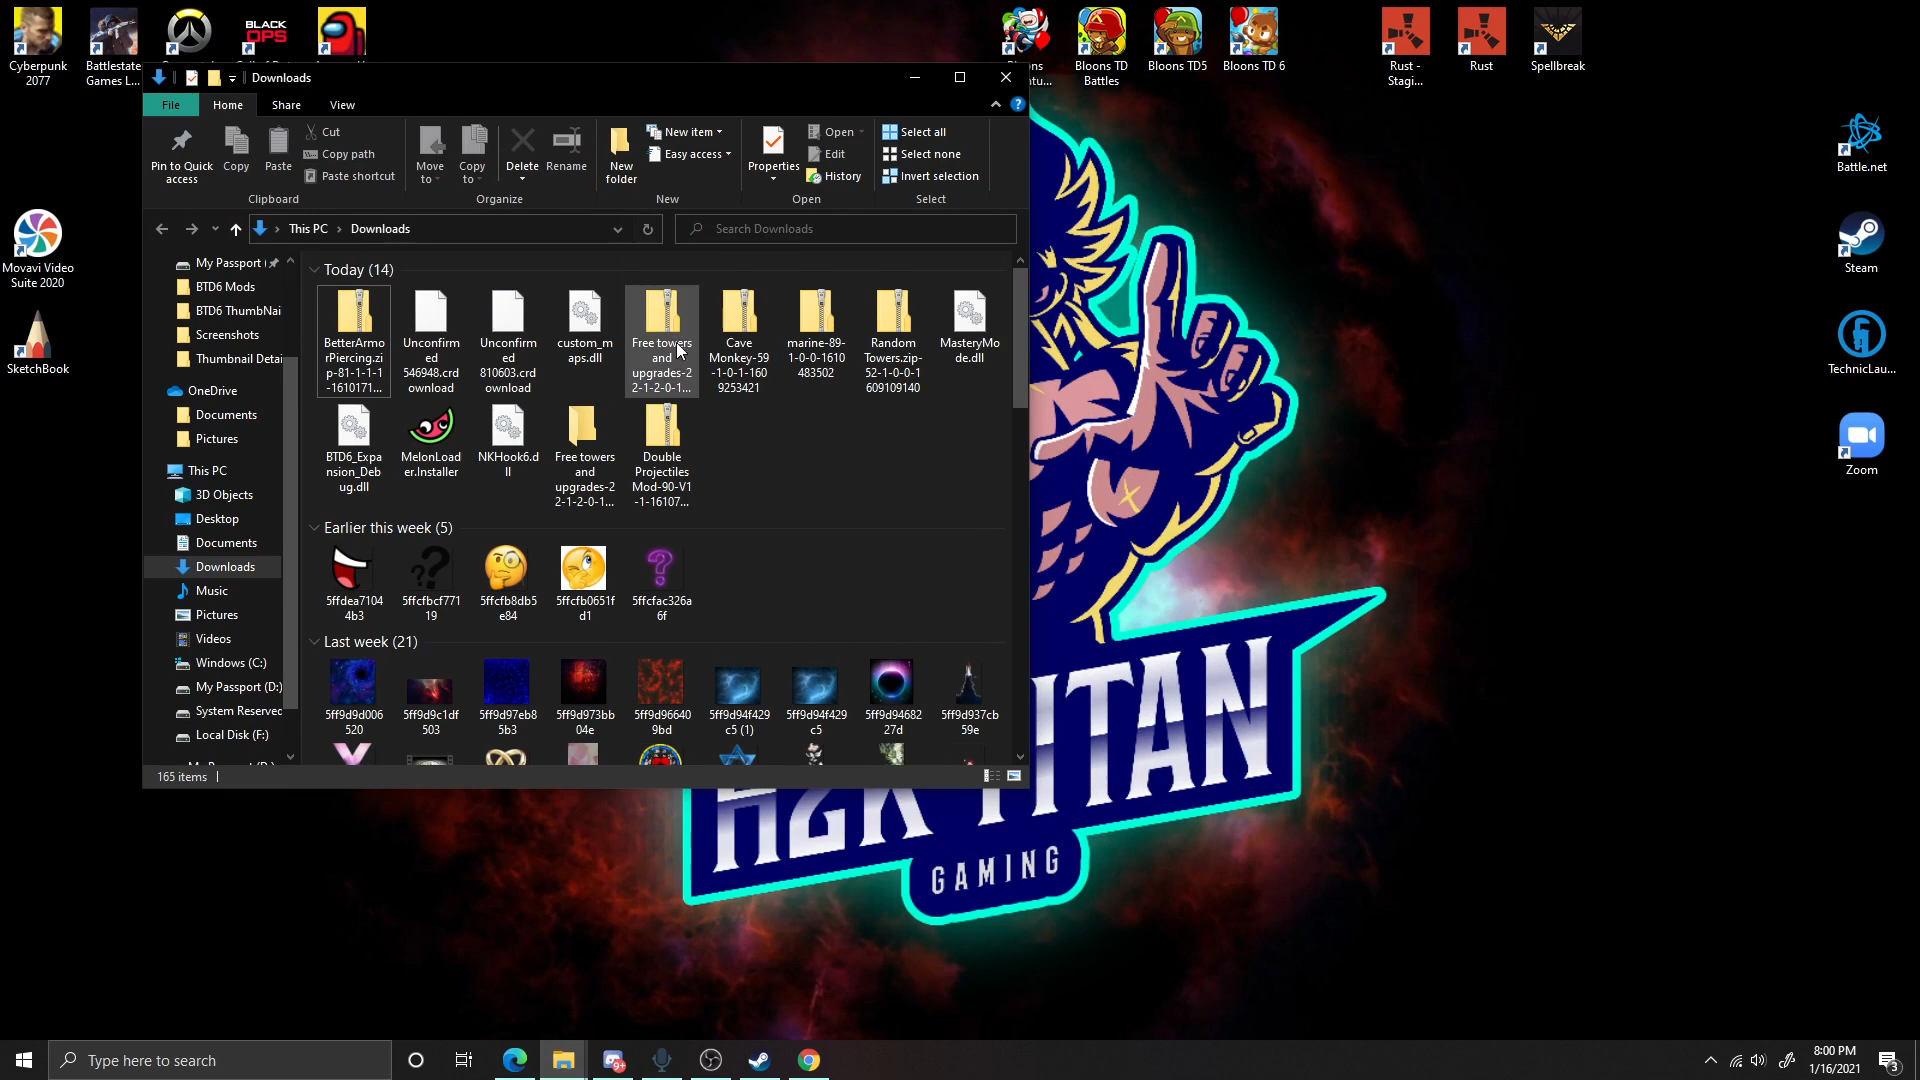 Cyberpunk
2077
Battlestate
Games L...
BLACK
OPS
Bloons TD
Battles
Bloons TD5
Bloons TD 6
Rust -
Stagi...
Rust
Spellbreak
Downloads
File
Home
Share
View
Pin to Quick
access
Copy
Paste
Cut
Copy path
Paste shortcut
Move
to
Copy
to
Delete
Rename
New
folder
New item
Easy access
Properties
Open
Edit
History
Select all
Select none
Invert selection
Clipboard
Organize
New
Open
Select
This PC
Downloads
Search Downloads
My Passport (
BTD6 Mods
BTD6 ThumbNai
Screenshots
Thumbnail Detai
OneDrive
Documents
Pictures
This PC
3D Objects
Desktop
Documents
Downloads
Music
Pictures
Videos
Windows (C:)
My Passport (D:)
System Reserved
Local Disk (F:)
Today (14)
BetterArmo
rPiercing.zi
p-81-1-1-1
-1610171...
Unconfirm
ed
546948.crd
ownload
Unconfirm
ed
810603.crd
ownload
custom_m
aps.dll
Free towers
and
upgrades-2
2-1-2-0-1...
Cave
Monkey-59
-1-0-1-160
9253421
marine-89-
1-0-0-1610
483502
Random
Towers.zip-
52-1-0-0-1
609109140
MasteryMo
de.dll
BTD6_Expa
nsion_Deb
ug.dll
MelonLoad
er.Installer
NKHook6.d
ll
Free towers
and
upgrades-2
2-1-2-0-1...
Double
Projectiles
Mod-90-V1
-1-16107...
Earlier this week (5)
5ffdea7104
4b3
5ffcfbcf771
19
5ffcfb8db5
e84
5ffcfb0651f
d1
5ffcfac326a
6f
Last week (21)
5ff9d9d006
520
5ff9d9c1df
503
5ff9d97eb8
5b3
5ff9d973bb
04e
5ff9d96640
9bd
5ff9d94f429
c5 (1)
5ff9d94f429
c5
5ff9d94682
27d
5ff9d937cb
59e
165 items
Movavi Video
Suite 2020
SketchBook
Battle.net
Steam
TechnicLau...
Zoom
TITAN
GAMING
Type here to search
9+
8:00 PM
1/16/2021
3